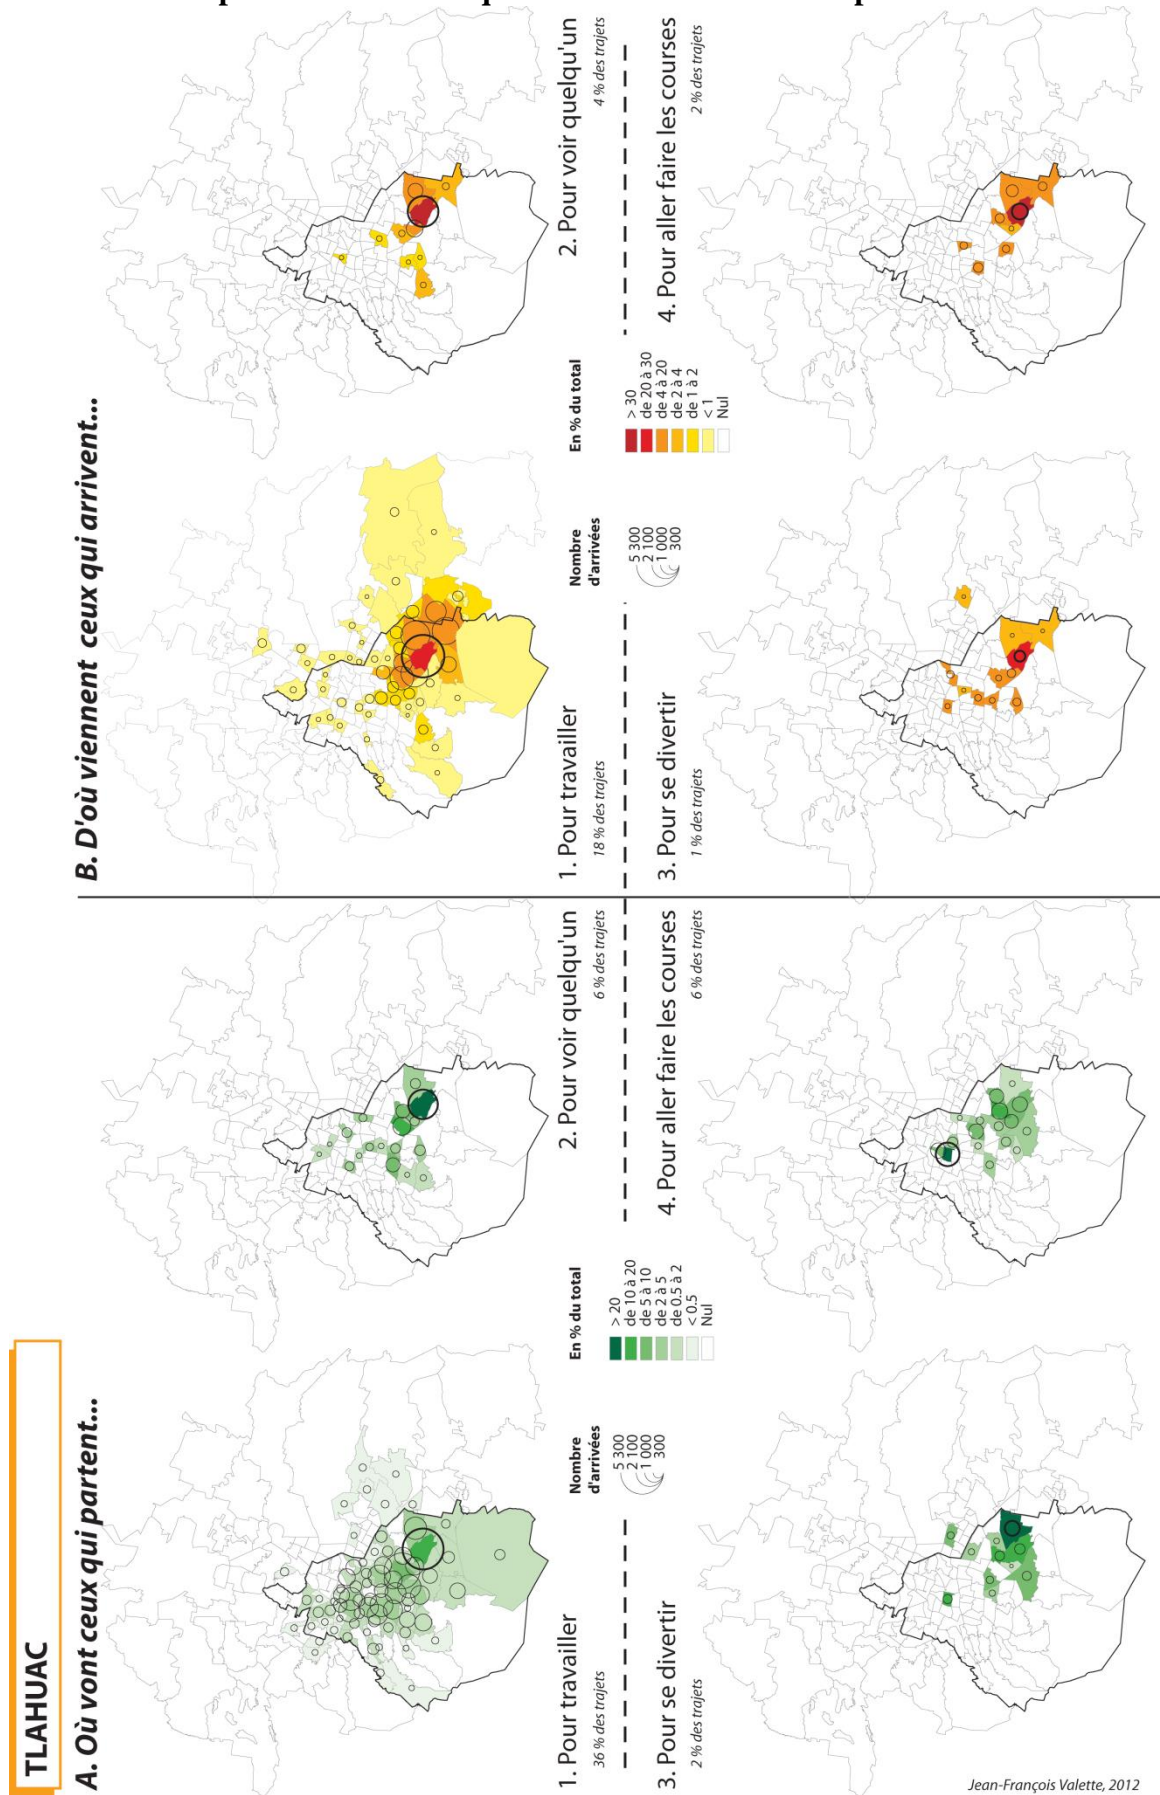 TLAHUAC
A. Où vont ceux qui partent...
1. Pour travailler
36 % des trajets
2. Pour voir quelqu'un
6 % des trajets
3. Pour se divertir
2 % des trajets
4. Pour aller faire les courses
6 % des trajets
Nombre
d'arrivées
5 300
2 100
1 000
300
En % du total
> 20
de 10 à 20
de 5 à 10
de 2 à 5
de 0.5 à 2
< 0.5
Nul
B. D'où viennent ceux qui arrivent...
1. Pour travailler
18 % des trajets
2. Pour voir quelqu'un
4 % des trajets
3. Pour se divertir
1 % des trajets
4. Pour aller faire les courses
2 % des trajets
Nombre
d'arrivées
5 300
2 100
1 000
300
En % du total
> 30
de 20 à 30
de 4 à 20
de 2 à 4
de 1 à 2
< 1
Nul
Jean-François Valette, 2012